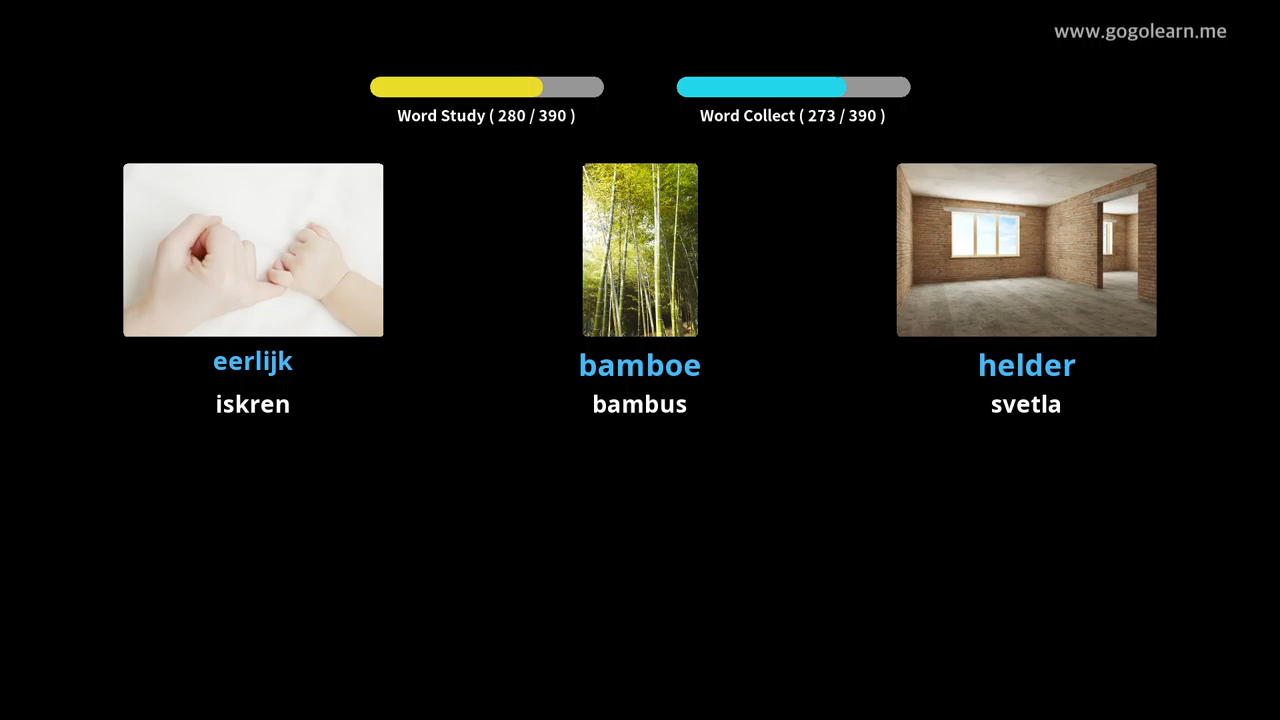 www.gogolearn.me
Word Study ( 280 / 390 )
Word Collect ( 273 / 390 )
eerlijk
bamboe
helder
iskren
bambus
svetla